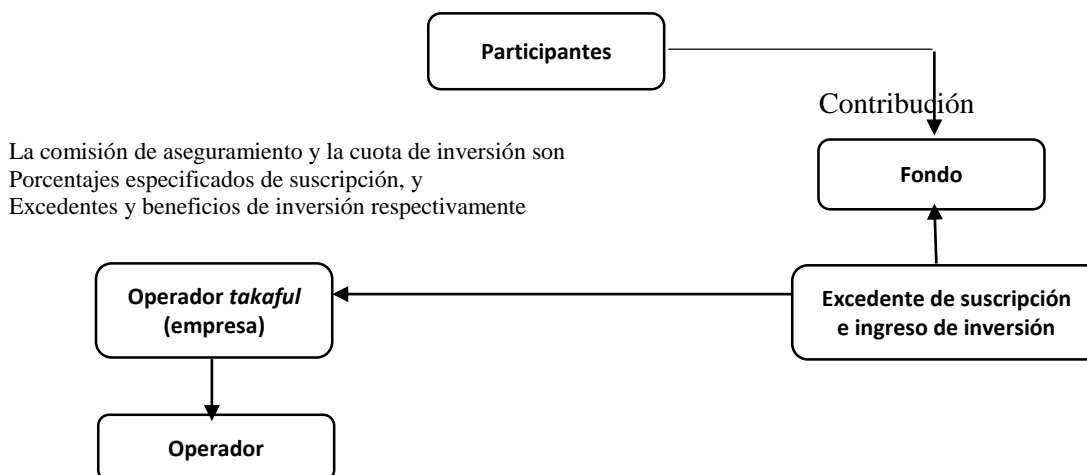 Participantes
Contribución
La comisión de aseguramiento y la cuota de inversión son
Porcentajes especificados de suscripción, y
Excedentes y beneficios de inversión respectivamente
Fondo
Operador takaful
(empresa)
Excedente de suscripción
e ingreso de inversión
Operador